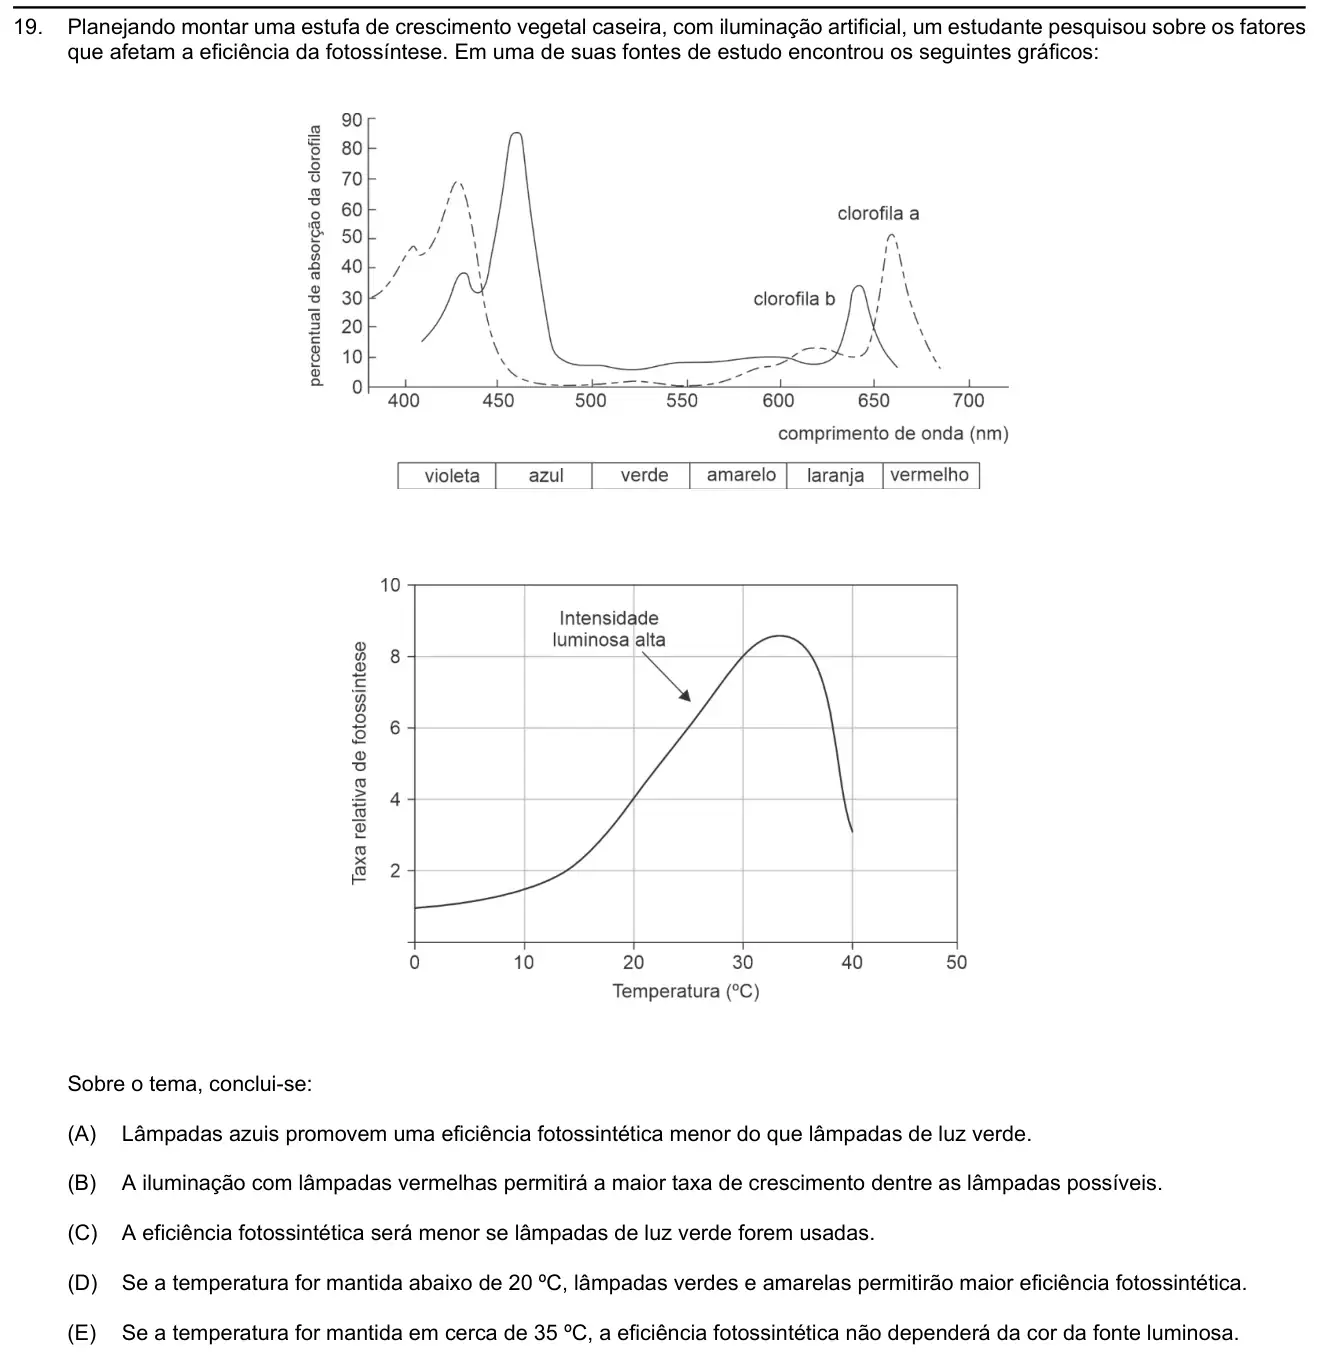 19. Planejando montar uma estufa de crescimento vegetal caseira, com iluminação artificial, um estudante pesquisou sobre os fatores
que afetam a eficiência da fotossíntese. Em uma de suas fontes de estudo encontrou os seguintes gráficos:
percentual de absorção da clorofila
90
80
70
60
50
40
30
20
10
0
clorofila a
clorofila b
400 450 500 550 600 650 700
comprimento de onda (nm)
violeta azul verde amarelo laranja vermelho
Taxa relativa de fotossíntese
10
8
6
4
2
Intensidade
luminosa alta
0 10 20 30 40 50
Temperatura (ºC)
Sobre o tema, conclui-se:
(A) Lâmpadas azuis promovem uma eficiência fotossintética menor do que lâmpadas de luz verde.
(B) A iluminação com lâmpadas vermelhas permitirá a maior taxa de crescimento dentre as lâmpadas possíveis.
(C) A eficiência fotossintética será menor se lâmpadas de luz verde forem usadas.
(D) Se a temperatura for mantida abaixo de 20 ºC, lâmpadas verdes e amarelas permitirão maior eficiência fotossintética.
(E) Se a temperatura for mantida em cerca de 35 ºC, a eficiência fotossintética não dependerá da cor da fonte luminosa.